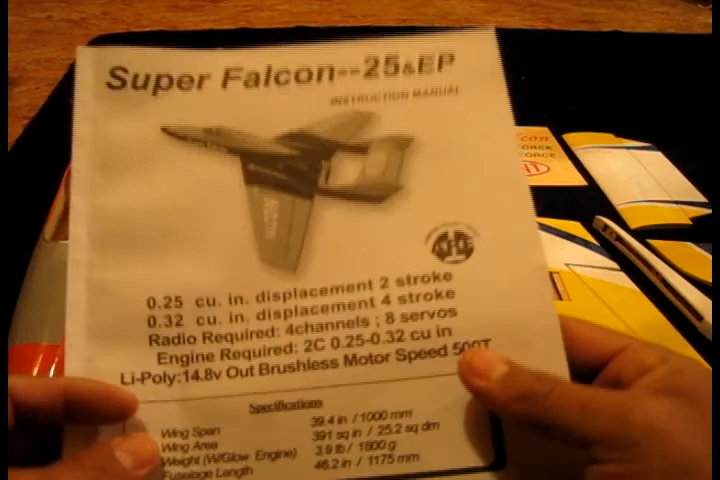 Super Falcon--25&EP
INSTRUCTION MANUAL
0.25 cu. in. displacement 2 stroke
0.32 cu. in. displacement 4 stroke
Radio Required: 4channels ; 8 servos
Engine Required: 2C 0.25-0.32 cu in
Li-Poly:14.8v Out Brushless Motor Speed 500T
Specifications
Wing Span 39.4 in / 1000 mm
Wing Area 391 sq in / 25.2 sq dm
Weight (W/Glow Engine) 3.9 lb / 1800 g
Fuselage Length 46.2 in / 1175 mm